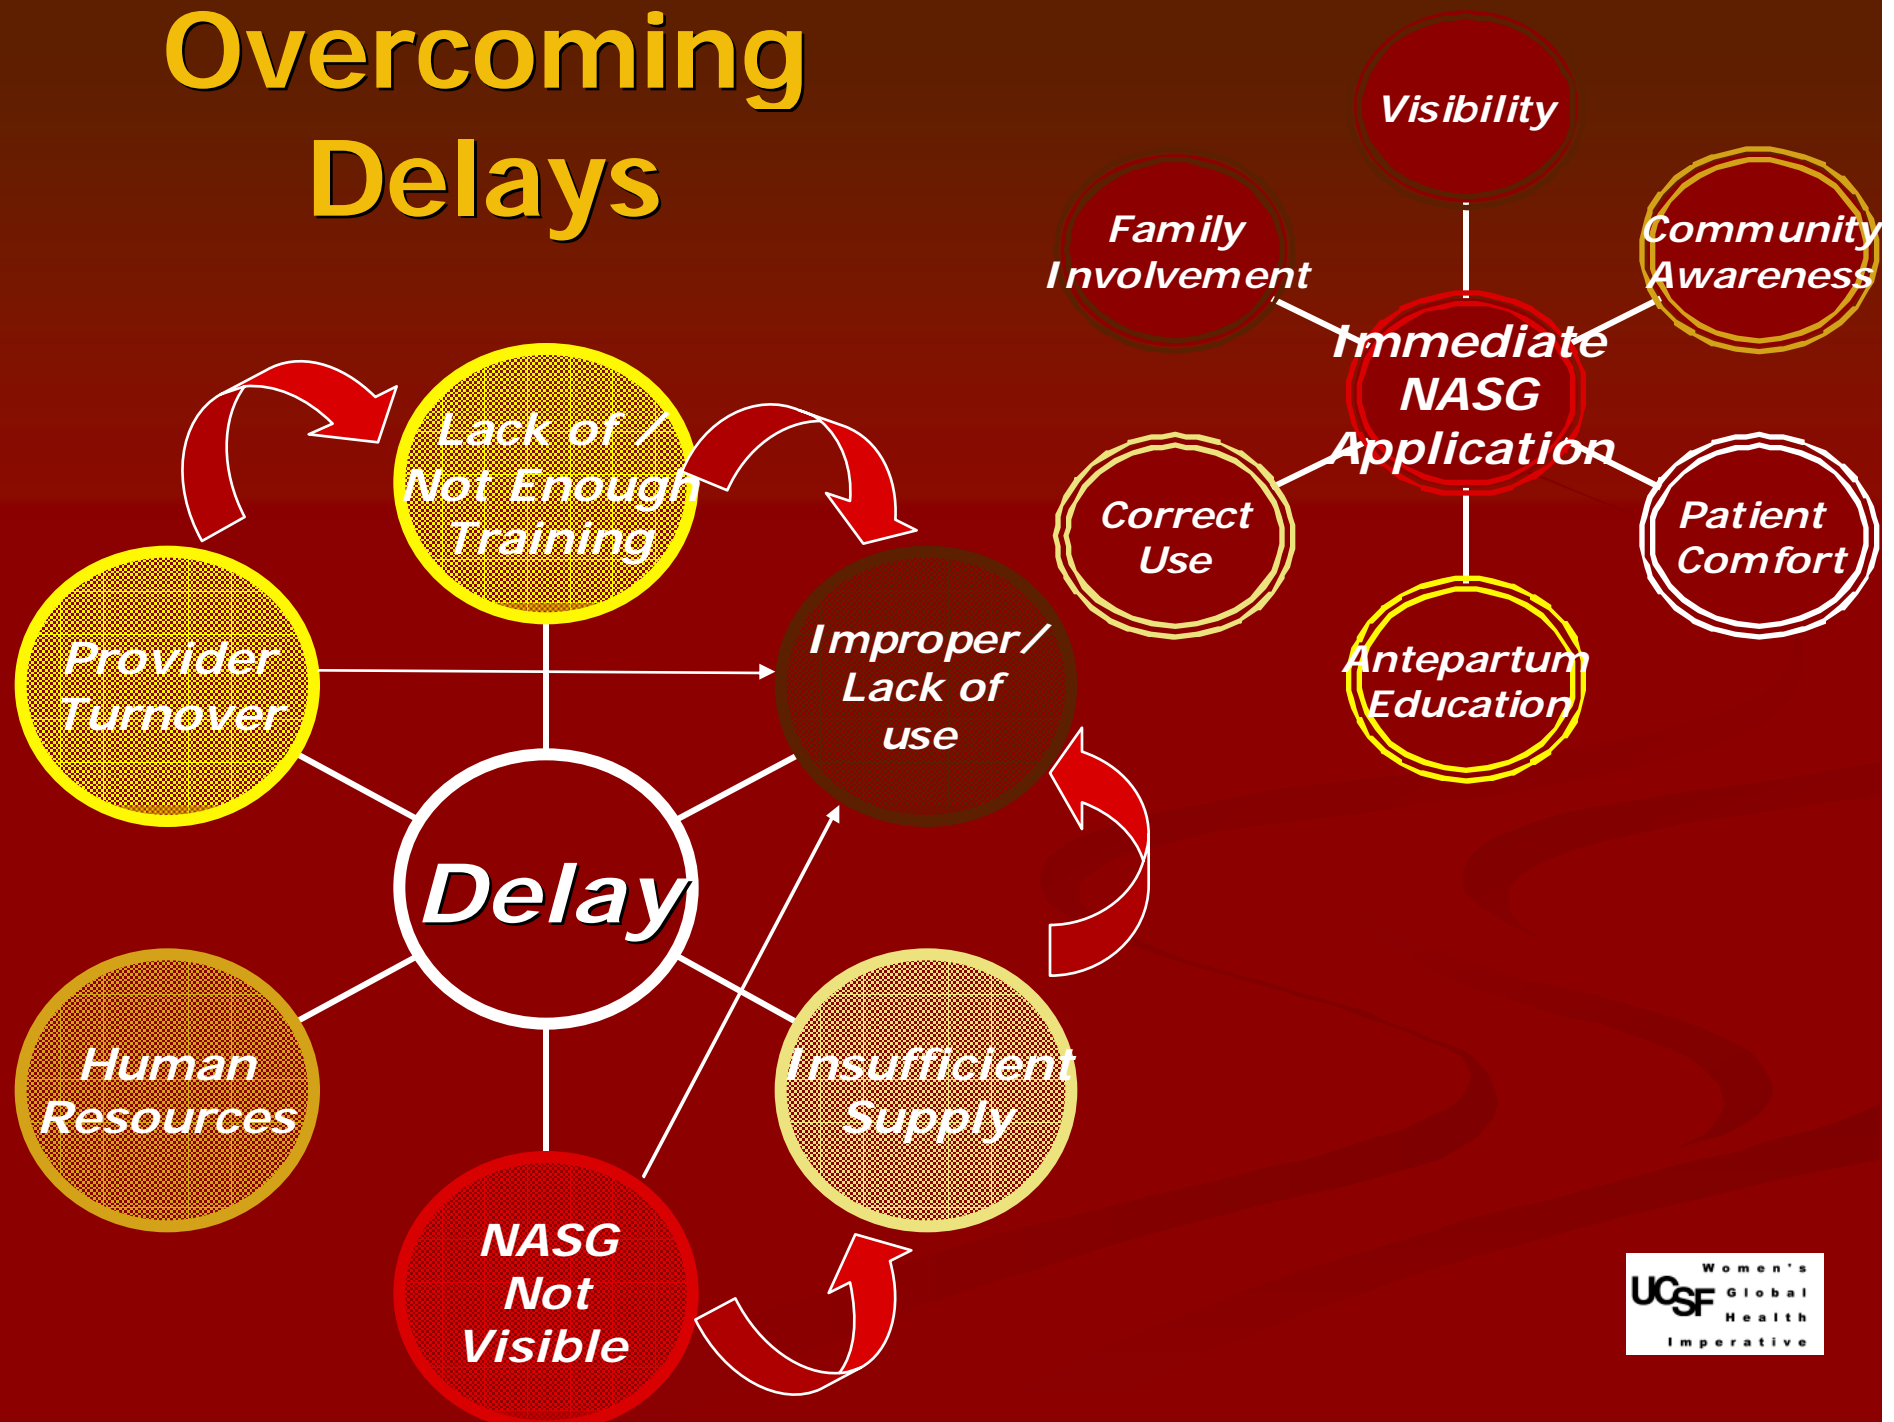 Overcoming
Delays
Visibility
Family
Involvement
Community
Awareness
Immediate
NASG
Application
Correct
Use
Patient
Comfort
Antepartum
Education
Lack of /
Not Enough
Training
Provider
Turnover
Improper/
Lack of
use
Delay
Human
Resources
Insufficient
Supply
NASG
Not
Visible
UCSF
Women's
Global
Health
Imperative